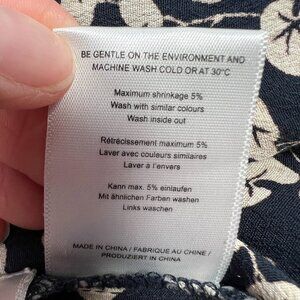 BE GENTLE ON THE ENVIRONMENT AND
MACHINE WASH COLD OR AT 30°C
Maximum shrinkage 5%
Wash with similar colours
Wash inside out
Rétrécissement maximum 5%
Laver avec couleurs similaires
Laver à l'envers
Kann max. 5% einlaufen
Mit ähnlichen Farben waschen
Links waschen
MADE IN CHINA / FABRIQUE AU CHINE /
PRODUZIERT IN CHINA